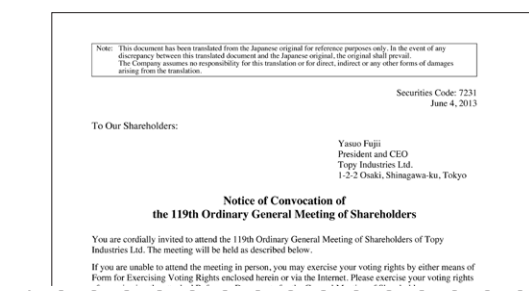 Note: This document has been translated from the Japanese original for reference purposes only. In the event of any
discrepancy between this translated document and the Japanese original, the original shall prevail.
The Company assumes no responsibility for this translation or for direct, indirect or any other forms of damages
arising from the translation.
Securities Code: 7231
June 4, 2013
To Our Shareholders:
Yasuo Fujii
President and CEO
Topy Industries Ltd.
1-2-2 Osaki, Shinagawa-ku, Tokyo
Notice of Convocation of
the 119th Ordinary General Meeting of Shareholders
You are cordially invited to attend the 119th Ordinary General Meeting of Shareholders of Topy
Industries Ltd. The meeting will be held as described below.
If you are unable to attend the meeting in person, you may exercise your voting rights by either means of
Form for Exercising Voting Rights enclosed herein or via the Internet. Please exercise your voting rights